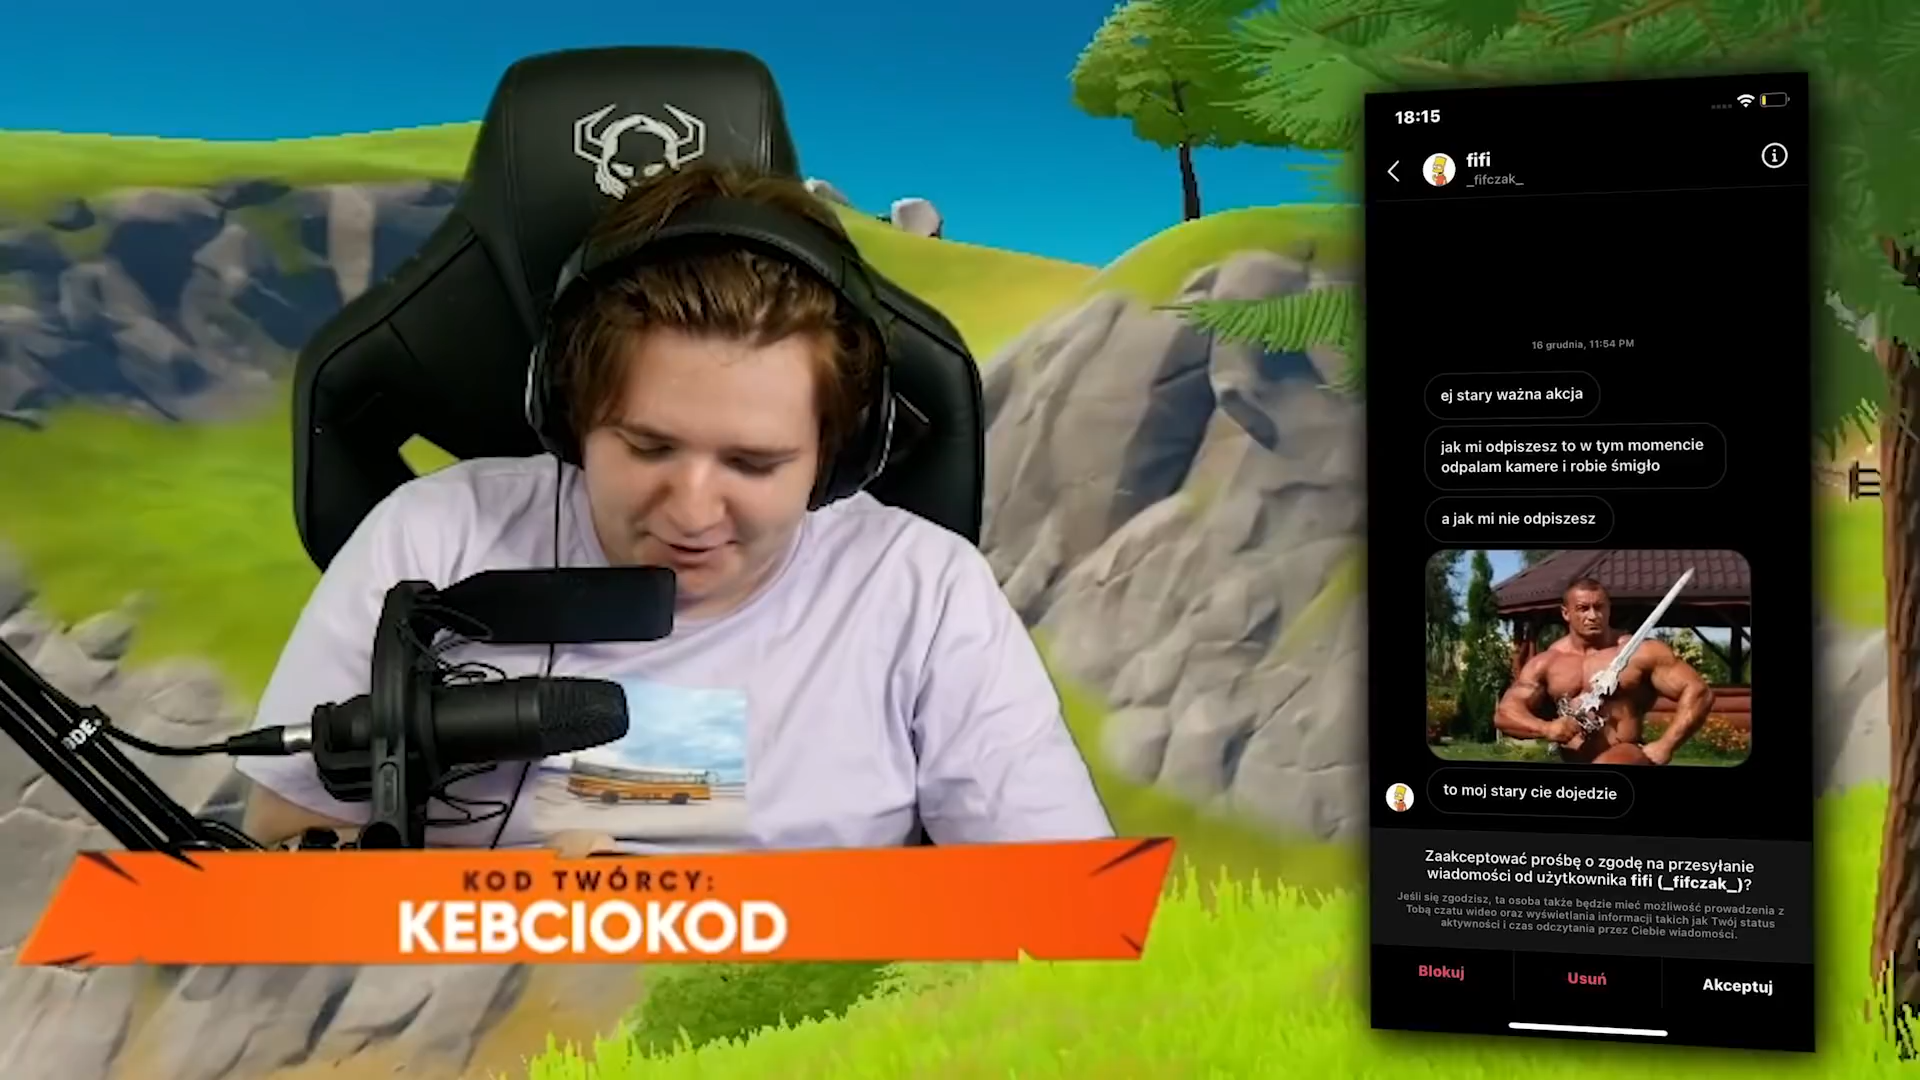 18:15
fifi
_fifczak_
16 grudnia, 11:54 PM
ej stary ważna akcja
jak mi odpiszesz to w tym momencie
odpalam kamere i robie śmigło
a jak mi nie odpiszesz
to moj stary cie dojedzie
Zaakceptować prośbę o zgodę na przesyłanie
wiadomości od użytkownika fifi (_fifczak_)?
Jeśli się zgodzisz, ta osoba także będzie mieć możliwość prowadzenia z
Tobą czatu wideo oraz wyświetlania informacji takich jak Twój status
aktywności i czas odczytania przez Ciebie wiadomości.
Blokuj
Usuń
Akceptuj
KOD TWÓRCY:
KEBCIOKOD